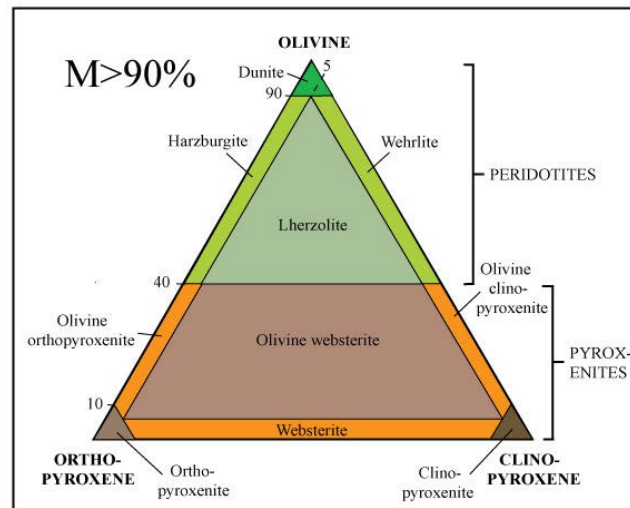 M>90%
OLIVINE
Dunite
5
90
Harzburgite
Wehrlite
PERIDOTITES
Lherzolite
40
Olivine
clino-
pyroxenite
Olivine
orthopyroxenite
Olivine websterite
PYROX-
ENITES
10
Websterite
ORTHO-
PYROXENE
Ortho-
pyroxenite
Clino-
pyroxenite
CLINO-
PYROXENE